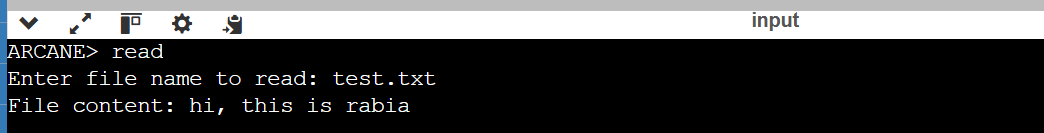 input
ARCANE> read
Enter file name to read: test.txt
File content: hi, this is rabia